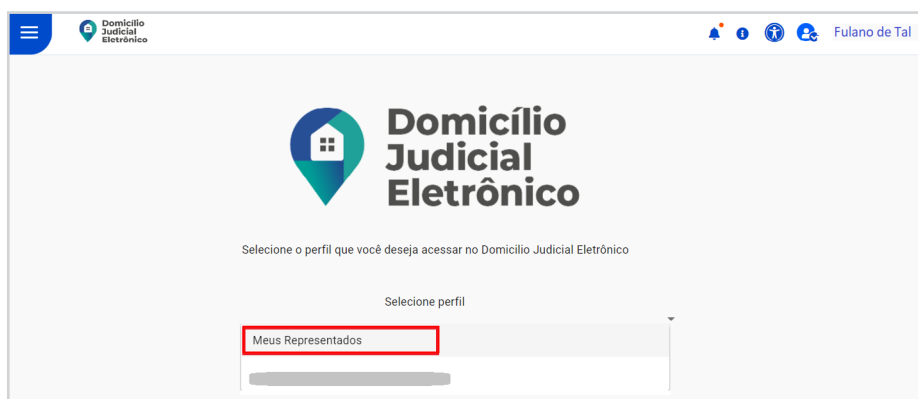 Domicílio
Judicial
Eletrônico
Fulano de Tal
Domicílio
Judicial
Eletrônico
Selecione o perfil que você deseja acessar no Domicilio Judicial Eletrônico
Selecione perfil
Meus Representados